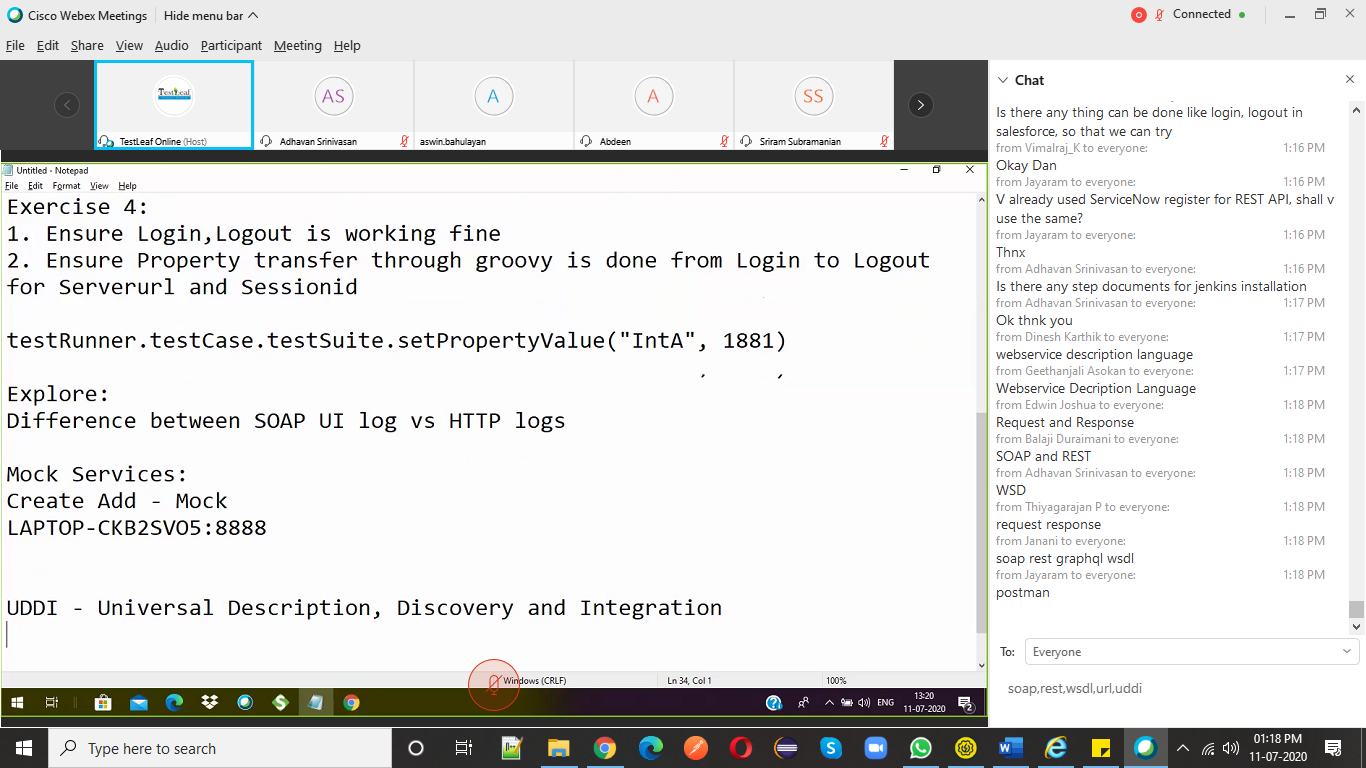 Cisco Webex Meetings Hide menu bar Connected
File Edit Share View Audio Participant Meeting Help
AS A A SS
TestLeaf
TestLeaf Online (Host) Adhavan Srinivasan aswin.bahulayan Abdeen Sriram Subramanian
Untitled - Notepad
File Edit Format View Help
Exercise 4:
1. Ensure Login,Logout is working fine
2. Ensure Property transfer through groovy is done from Login to Logout
for Serverurl and Sessionid
testRunner.testCase.testSuite.setPropertyValue("IntA", 1881)
Explore:
Difference between SOAP UI log vs HTTP logs
Mock Services:
Create Add - Mock
LAPTOP-CKB2SVO5:8888
UDDI - Universal Description, Discovery and Integration
Windows (CRLF) Ln 34, Col 1 100%
ENG 13:20
11-07-2020
2
Chat
Is there any thing can be done like login, logout in
salesforce, so that we can try
from Vimalraj_K to everyone: 1:16 PM
Okay Dan
from Jayaram to everyone: 1:16 PM
V already used ServiceNow register for REST API, shall v
use the same?
from Jayaram to everyone: 1:16 PM
Thnx
from Adhavan Srinivasan to everyone: 1:16 PM
Is there any step documents for jenkins installation
from Adhavan Srinivasan to everyone: 1:17 PM
Ok thnk you
from Dinesh Karthik to everyone: 1:17 PM
webservice description language
from Geethanjali Asokan to everyone: 1:17 PM
Webservice Decription Language
from Edwin Joshua to everyone: 1:18 PM
Request and Response
from Balaji Duraimani to everyone: 1:18 PM
SOAP and REST
from Adhavan Srinivasan to everyone: 1:18 PM
WSD
from Thiyagarajan P to everyone: 1:18 PM
request response
from Janani to everyone: 1:18 PM
soap rest graphql wsdl
from Jayaram to everyone: 1:18 PM
postman
To: Everyone
soap,rest,wsdl,url,uddi
Type here to search
01:18 PM
11-07-2020